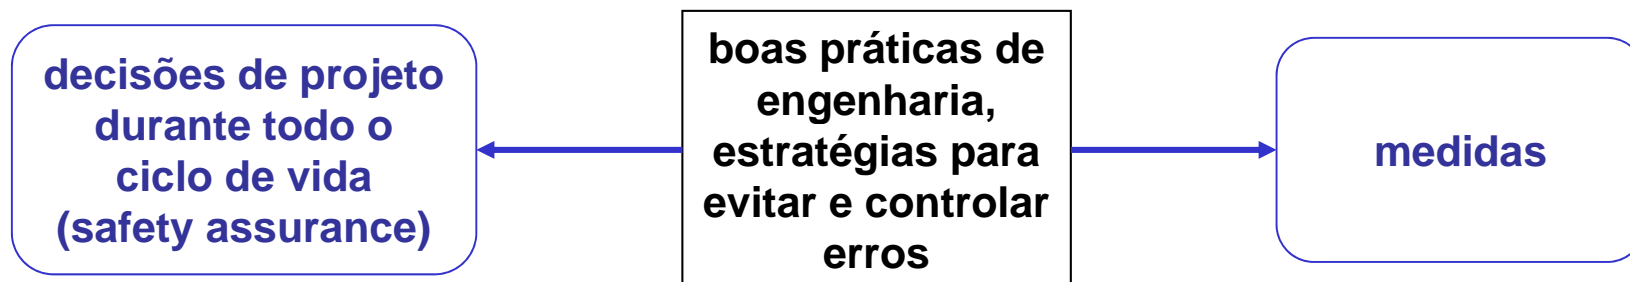 decisões de projeto
durante todo o
ciclo de vida
(safety assurance)
boas práticas de
engenharia,
estratégias para
evitar e controlar
erros
medidas